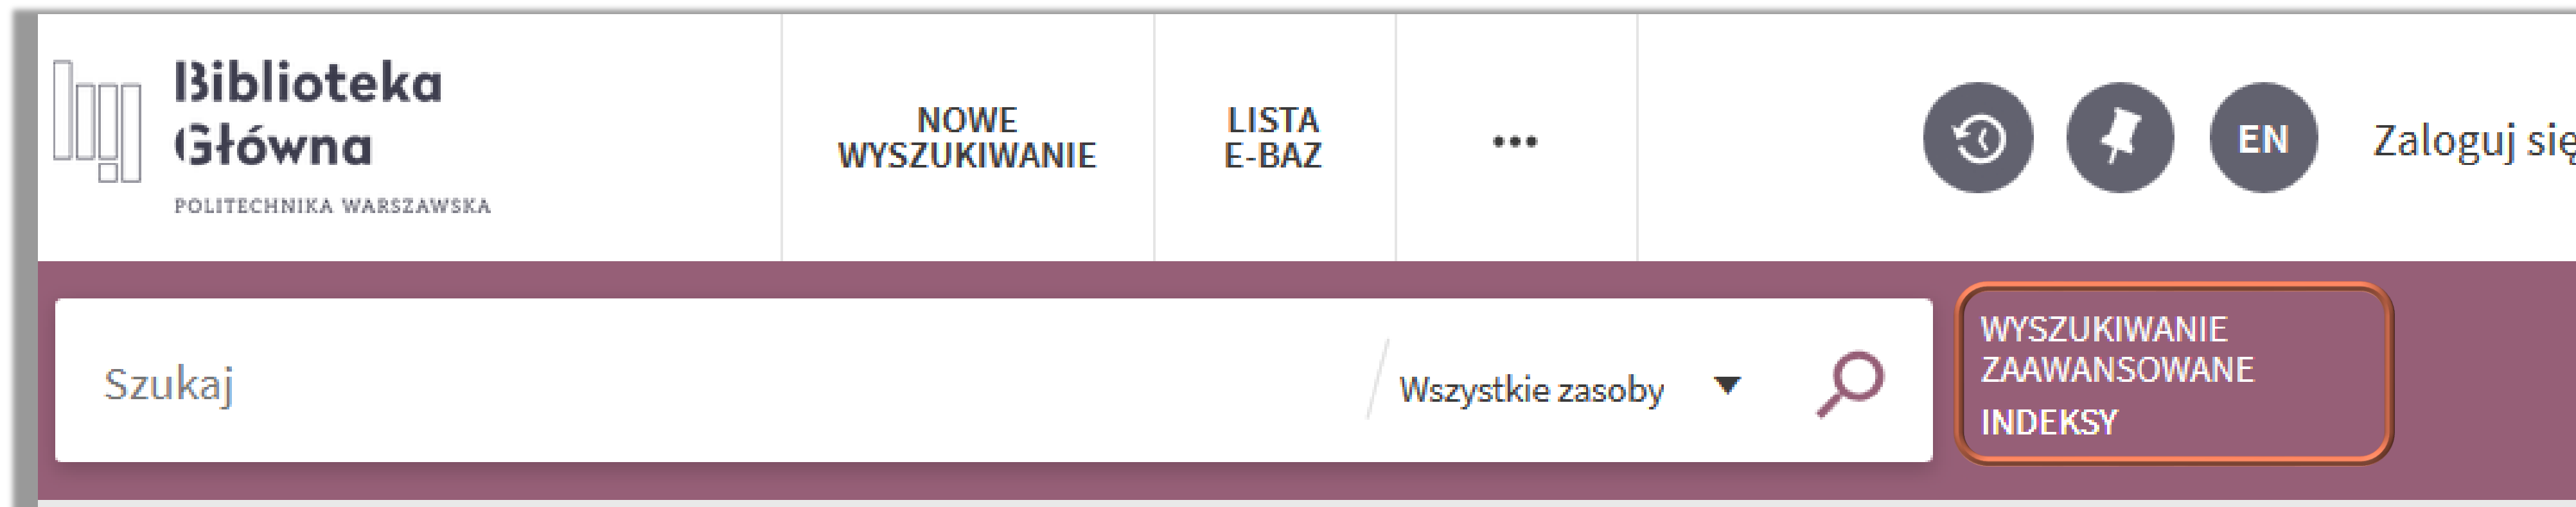 Biblioteka
Główna
POLITECHNIKA WARSZAWSKA
NOWE
WYSZUKIWANIE
LISTA
E-BAZ
•••
EN
Zaloguj się
Szukaj
Wszystkie zasoby
WYSZUKIWANIE
ZAAWANSOWANE
INDEKSY